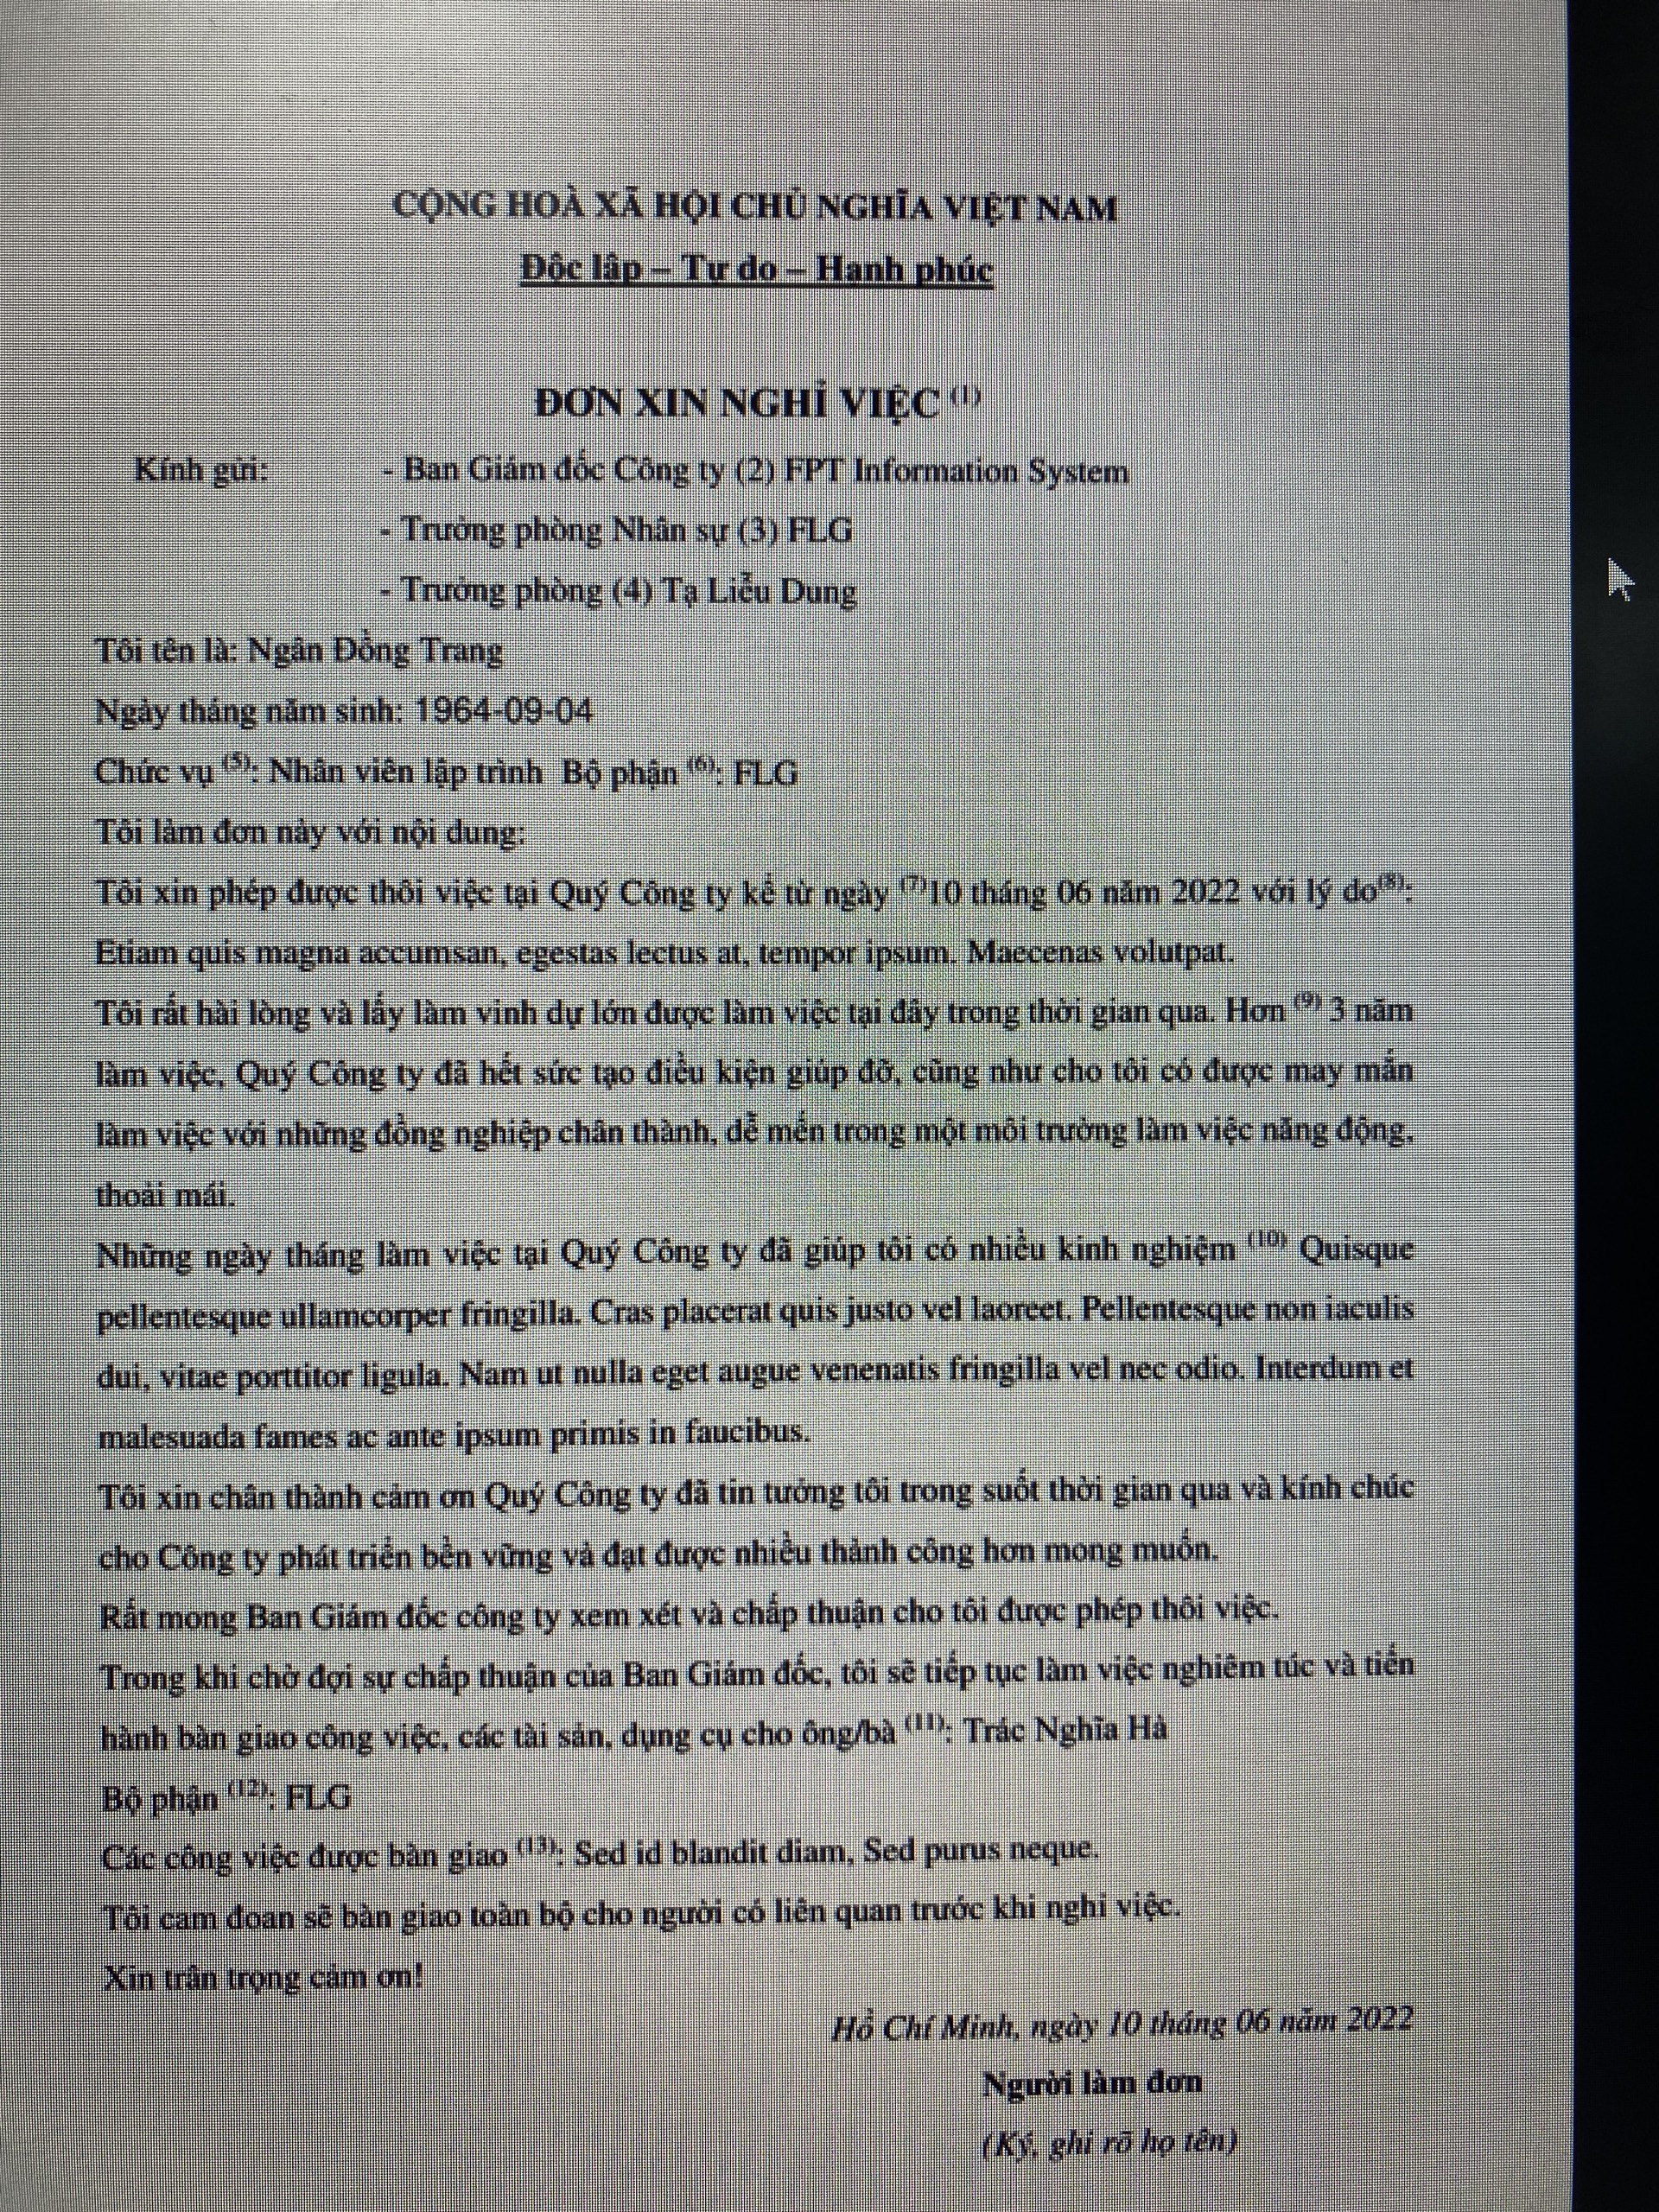 CỘNG HOÀ XÃ HỘI CHỦ NGHĨA VIỆT NAM
Độc lập – Tự do – Hạnh phúc
ĐƠN XIN NGHỈ VIỆC (1)
Kính gửi: - Ban Giám đốc Công ty (2) FPT Information System
- Trưởng phòng Nhân sự (3) FLG
- Trưởng phòng (4) Tạ Liễu Dung
Tôi tên là: Ngân Đồng Trang
Ngày tháng năm sinh: 1964-09-04
Chức vụ (5): Nhân viên lập trình Bộ phận (6): FLG
Tôi làm đơn này với nội dung:
Tôi xin phép được thôi việc tại Quý Công ty kể từ ngày (7)10 tháng 06 năm 2022 với lý do(8):
Etiam quis magna accumsan, egestas lectus at, tempor ipsum. Maecenas volutpat.
Tôi rất hài lòng và lấy làm vinh dự lớn được làm việc tại đây trong thời gian qua. Hơn (9) 3 năm
làm việc, Quý Công ty đã hết sức tạo điều kiện giúp đỡ, cũng như cho tôi có được may mắn
làm việc với những đồng nghiệp chân thành, dễ mến trong một môi trường làm việc năng động,
thoải mái.
Những ngày tháng làm việc tại Quý Công ty đã giúp tôi có nhiều kinh nghiệm (10) Quisque
pellentesque ullamcorper fringilla. Cras placerat quis justo vel laoreet. Pellentesque non iaculis
dui, vitae porttitor ligula. Nam ut nulla eget augue venenatis fringilla vel nec odio. Interdum et
malesuada fames ac ante ipsum primis in faucibus.
Tôi xin chân thành cảm ơn Quý Công ty đã tin tưởng tôi trong suốt thời gian qua và kính chúc
cho Công ty phát triển bền vững và đạt được nhiều thành công hơn mong muốn.
Rất mong Ban Giám đốc công ty xem xét và chấp thuận cho tôi được phép thôi việc.
Trong khi chờ đợi sự chấp thuận của Ban Giám đốc, tôi sẽ tiếp tục làm việc nghiêm túc và tiến
hành bàn giao công việc, các tài sản, dụng cụ cho ông/bà (11): Trác Nghĩa Hà
Bộ phận (12): FLG
Các công việc được bàn giao (13): Sed id blandit diam, Sed purus neque.
Tôi cam đoan sẽ bàn giao toàn bộ cho người có liên quan trước khi nghỉ việc.
Xin trân trọng cảm ơn!
Hồ Chí Minh, ngày 10 tháng 06 năm 2022
Người làm đơn
(Ký, ghi rõ họ tên)